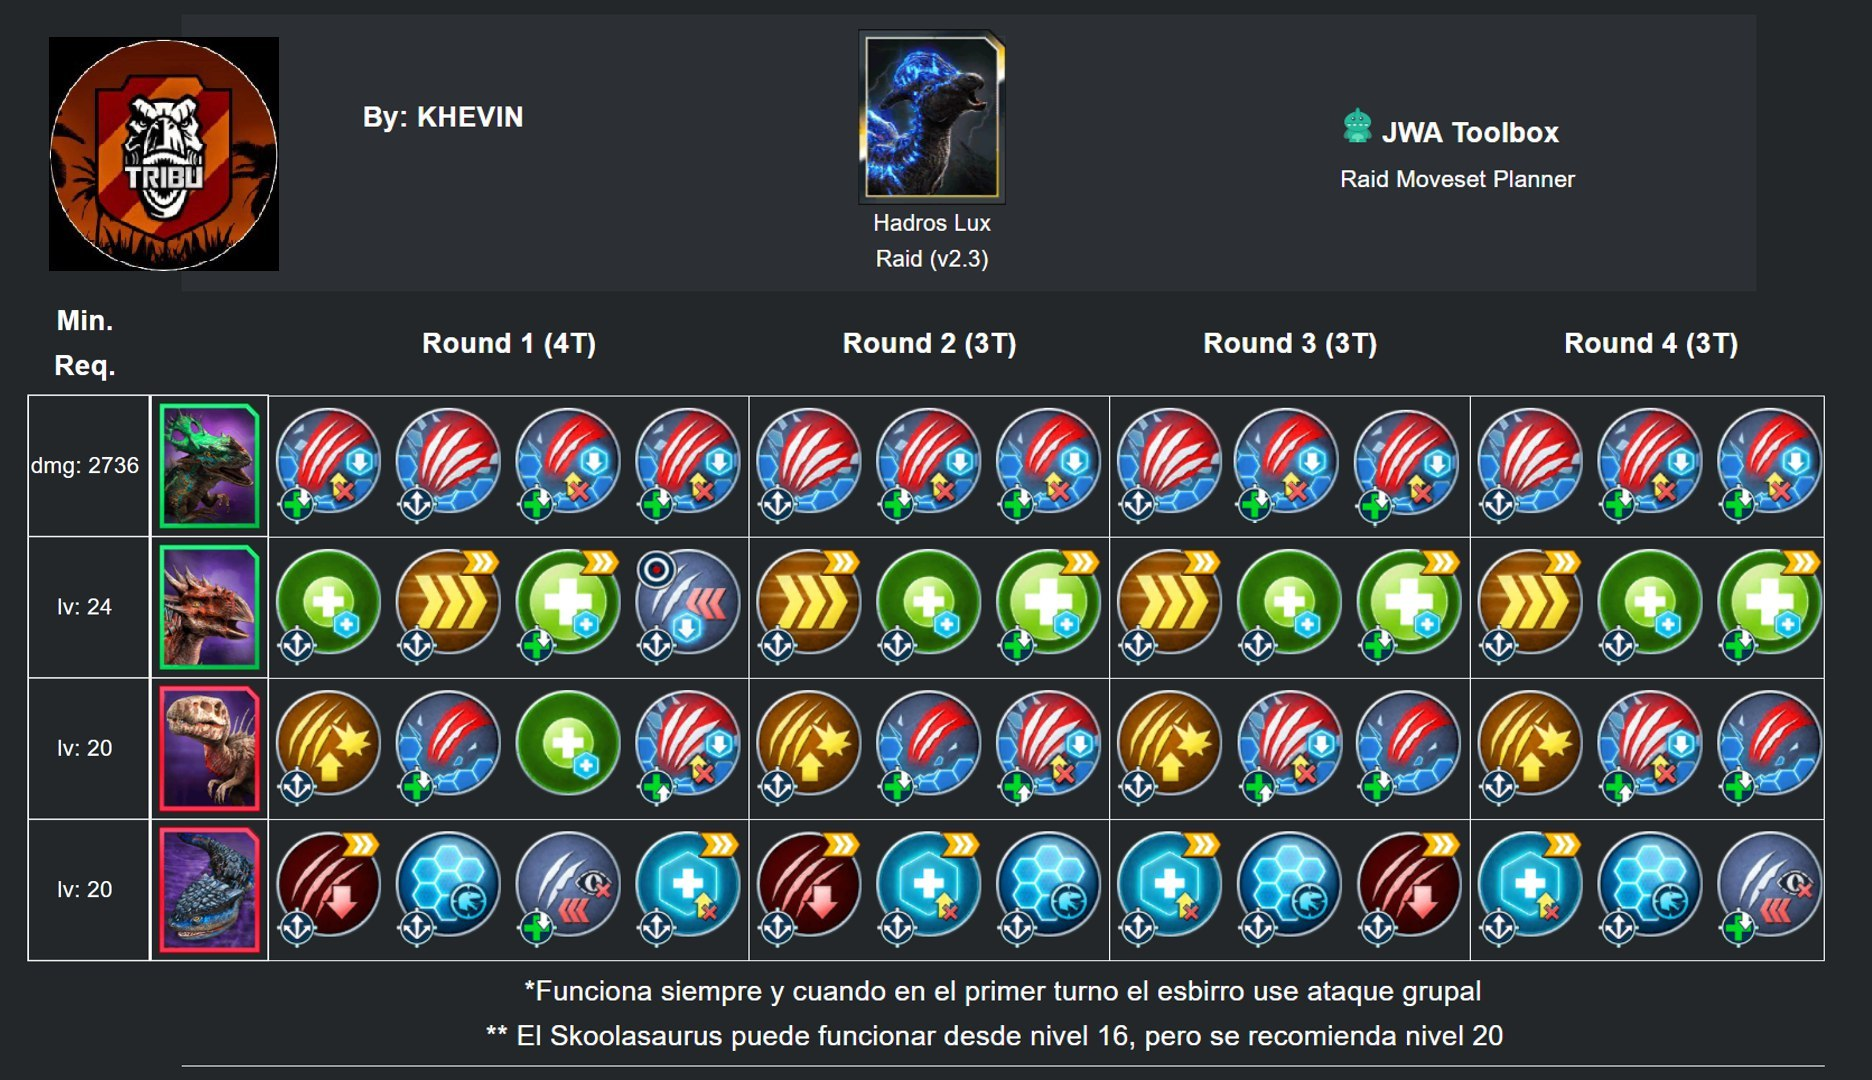 TRIBU
By: KHEVIN
Hadros Lux
Raid (v2.3)
JWA Toolbox
Raid Moveset Planner
Min.
Req.
Round 1 (4T)
Round 2 (3T)
Round 3 (3T)
Round 4 (3T)
dmg: 2736
lv: 24
lv: 20
lv: 20
*Funciona siempre y cuando en el primer turno el esbirro use ataque grupal
** El Skoolasaurus puede funcionar desde nivel 16, pero se recomienda nivel 20